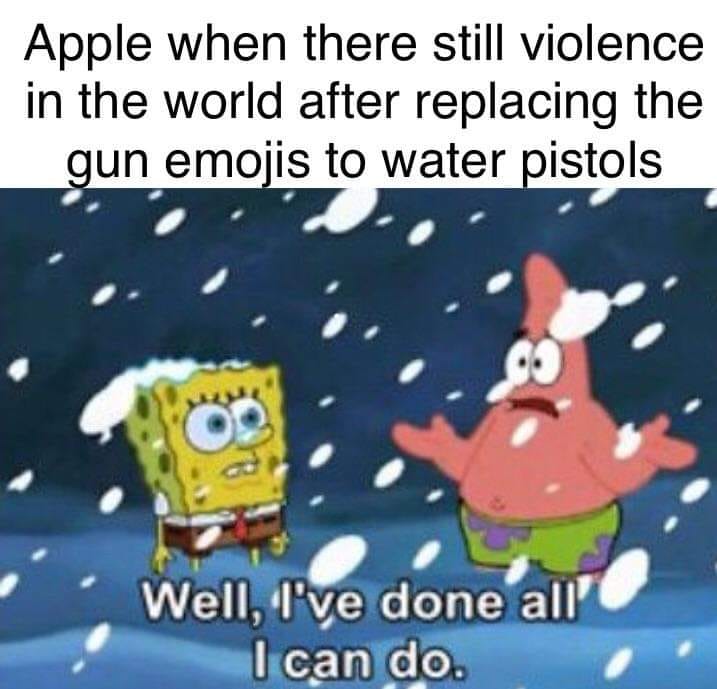 Apple when there still violence
in the world after replacing the
gun emojis to water pistols
Well, I've done all
I can do.